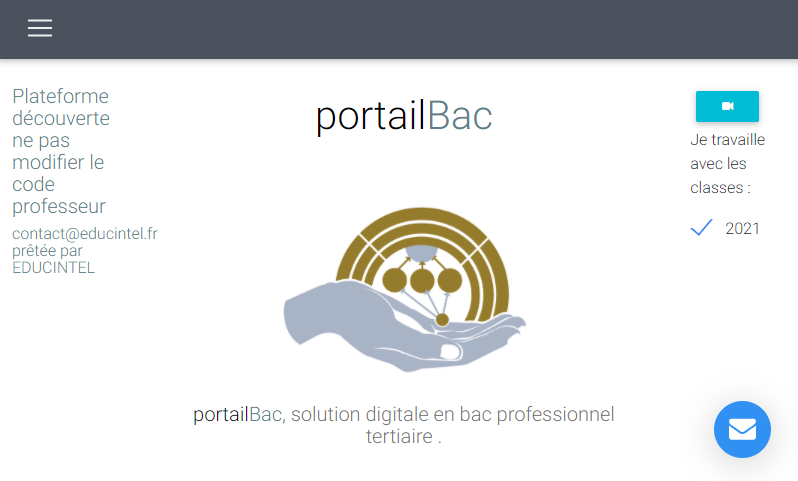 Plateforme
découverte
ne pas
modifier le
code
professeur
contact@educintel.fr
prêtée par
EDUCINTEL
portailBac
portailBac, solution digitale en bac professionnel
tertiaire .
Je travaille
avec les
classes :
2021